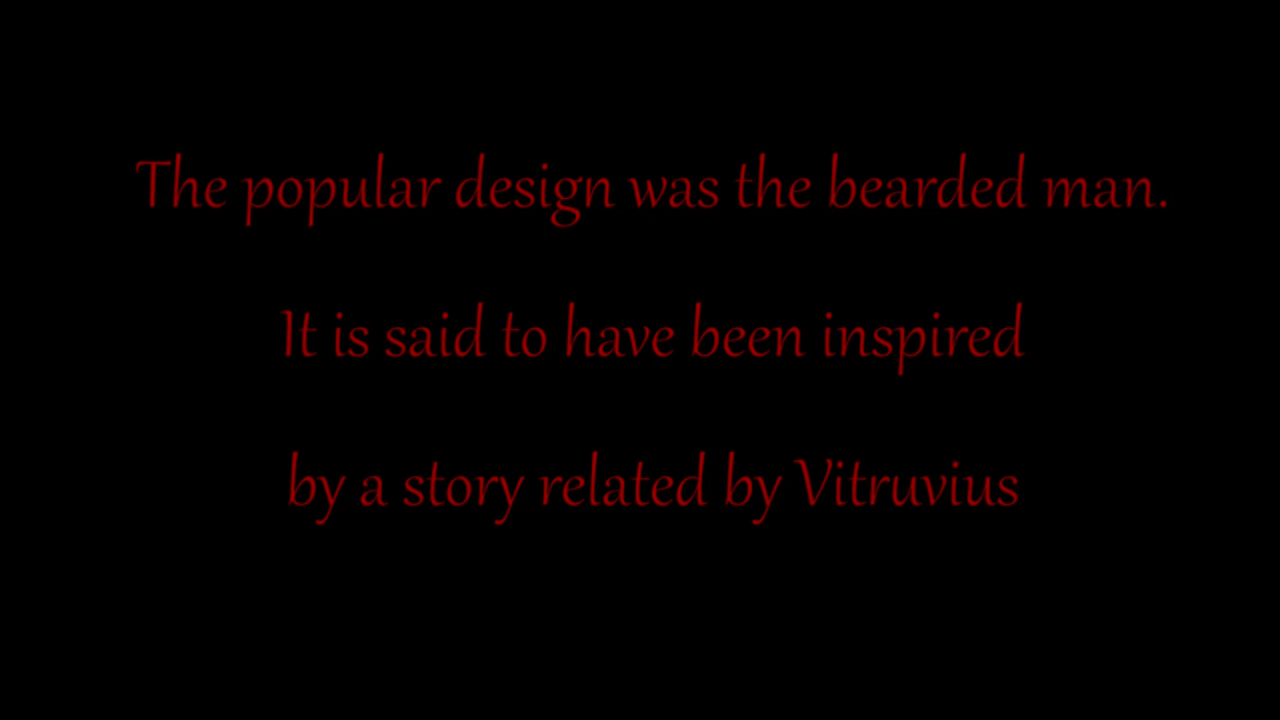 The popular design was the bearded man.
It is said to have been inspired
by a story related by Vitruvius